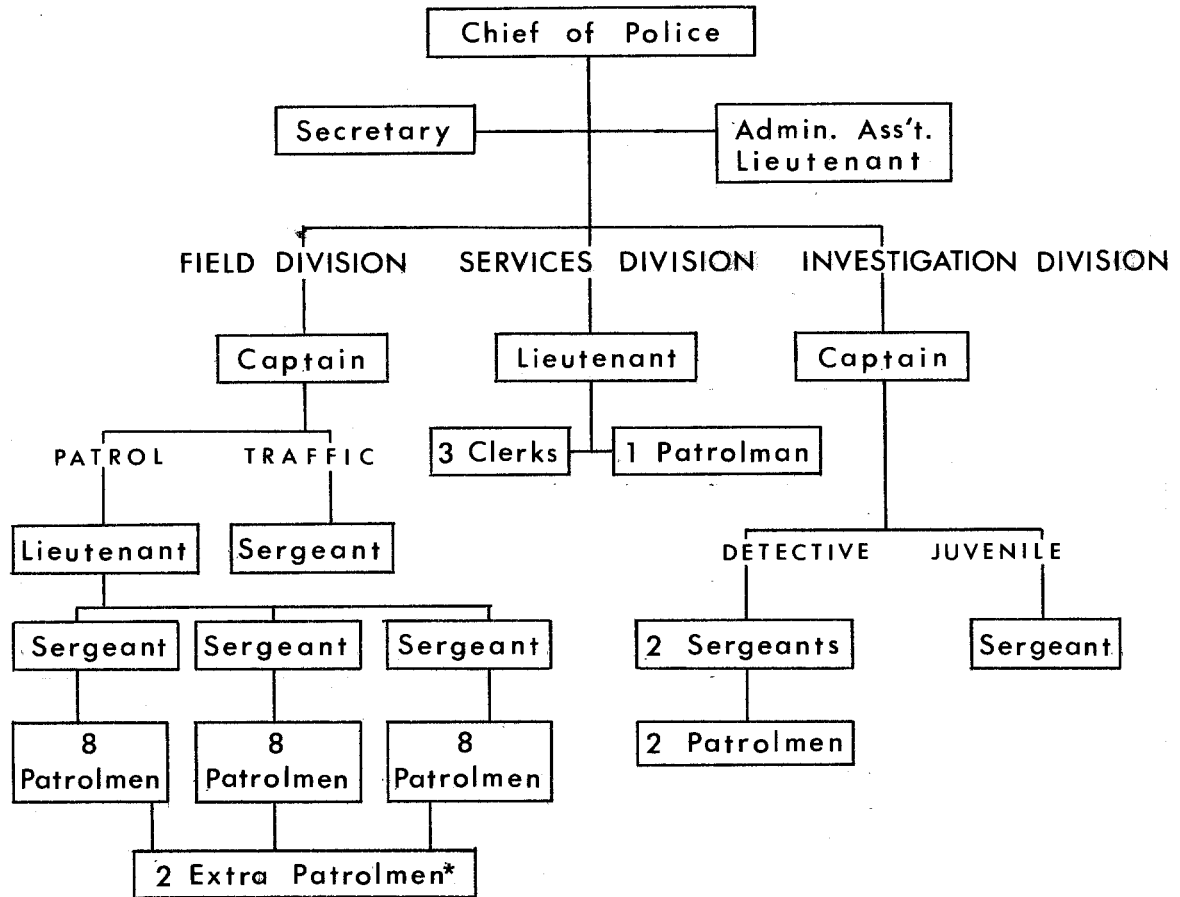 Chief of Police
Secretary
Admin. Ass't.
Lieutenant
FIELD DIVISION
SERVICES DIVISION
INVESTIGATION DIVISION
Captain
Lieutenant
Captain
3 Clerks
1 Patrolman
PATROL
TRAFFIC
Lieutenant
Sergeant
DETECTIVE
JUVENILE
Sergeant
Sergeant
Sergeant
2 Sergeants
Sergeant
8
Patrolmen
8
Patrolmen
8
Patrolmen
2 Patrolmen
2 Extra Patrolmen*